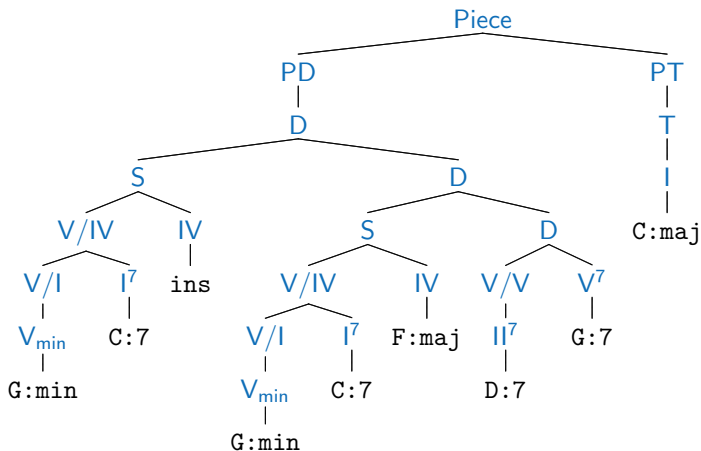 Piece
PD PT
D T
S D I
V/IV IV S D C:maj
V/I I⁷ ins V/IV IV V/V V⁷
Vmin C:7 V/I I⁷ F:maj II⁷ G:7
G:min Vmin C:7 D:7
G:min